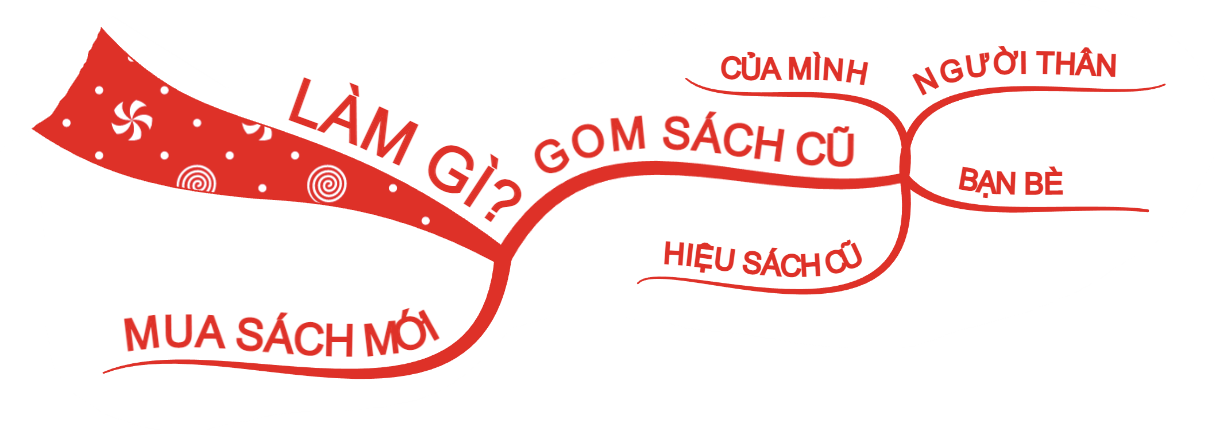 LÀM GÌ?
GOM SÁCH CŨ
CỦA MÌNH
NGƯỜI THÂN
BẠN BÈ
HIỆU SÁCH CŨ
MUA SÁCH MỚI